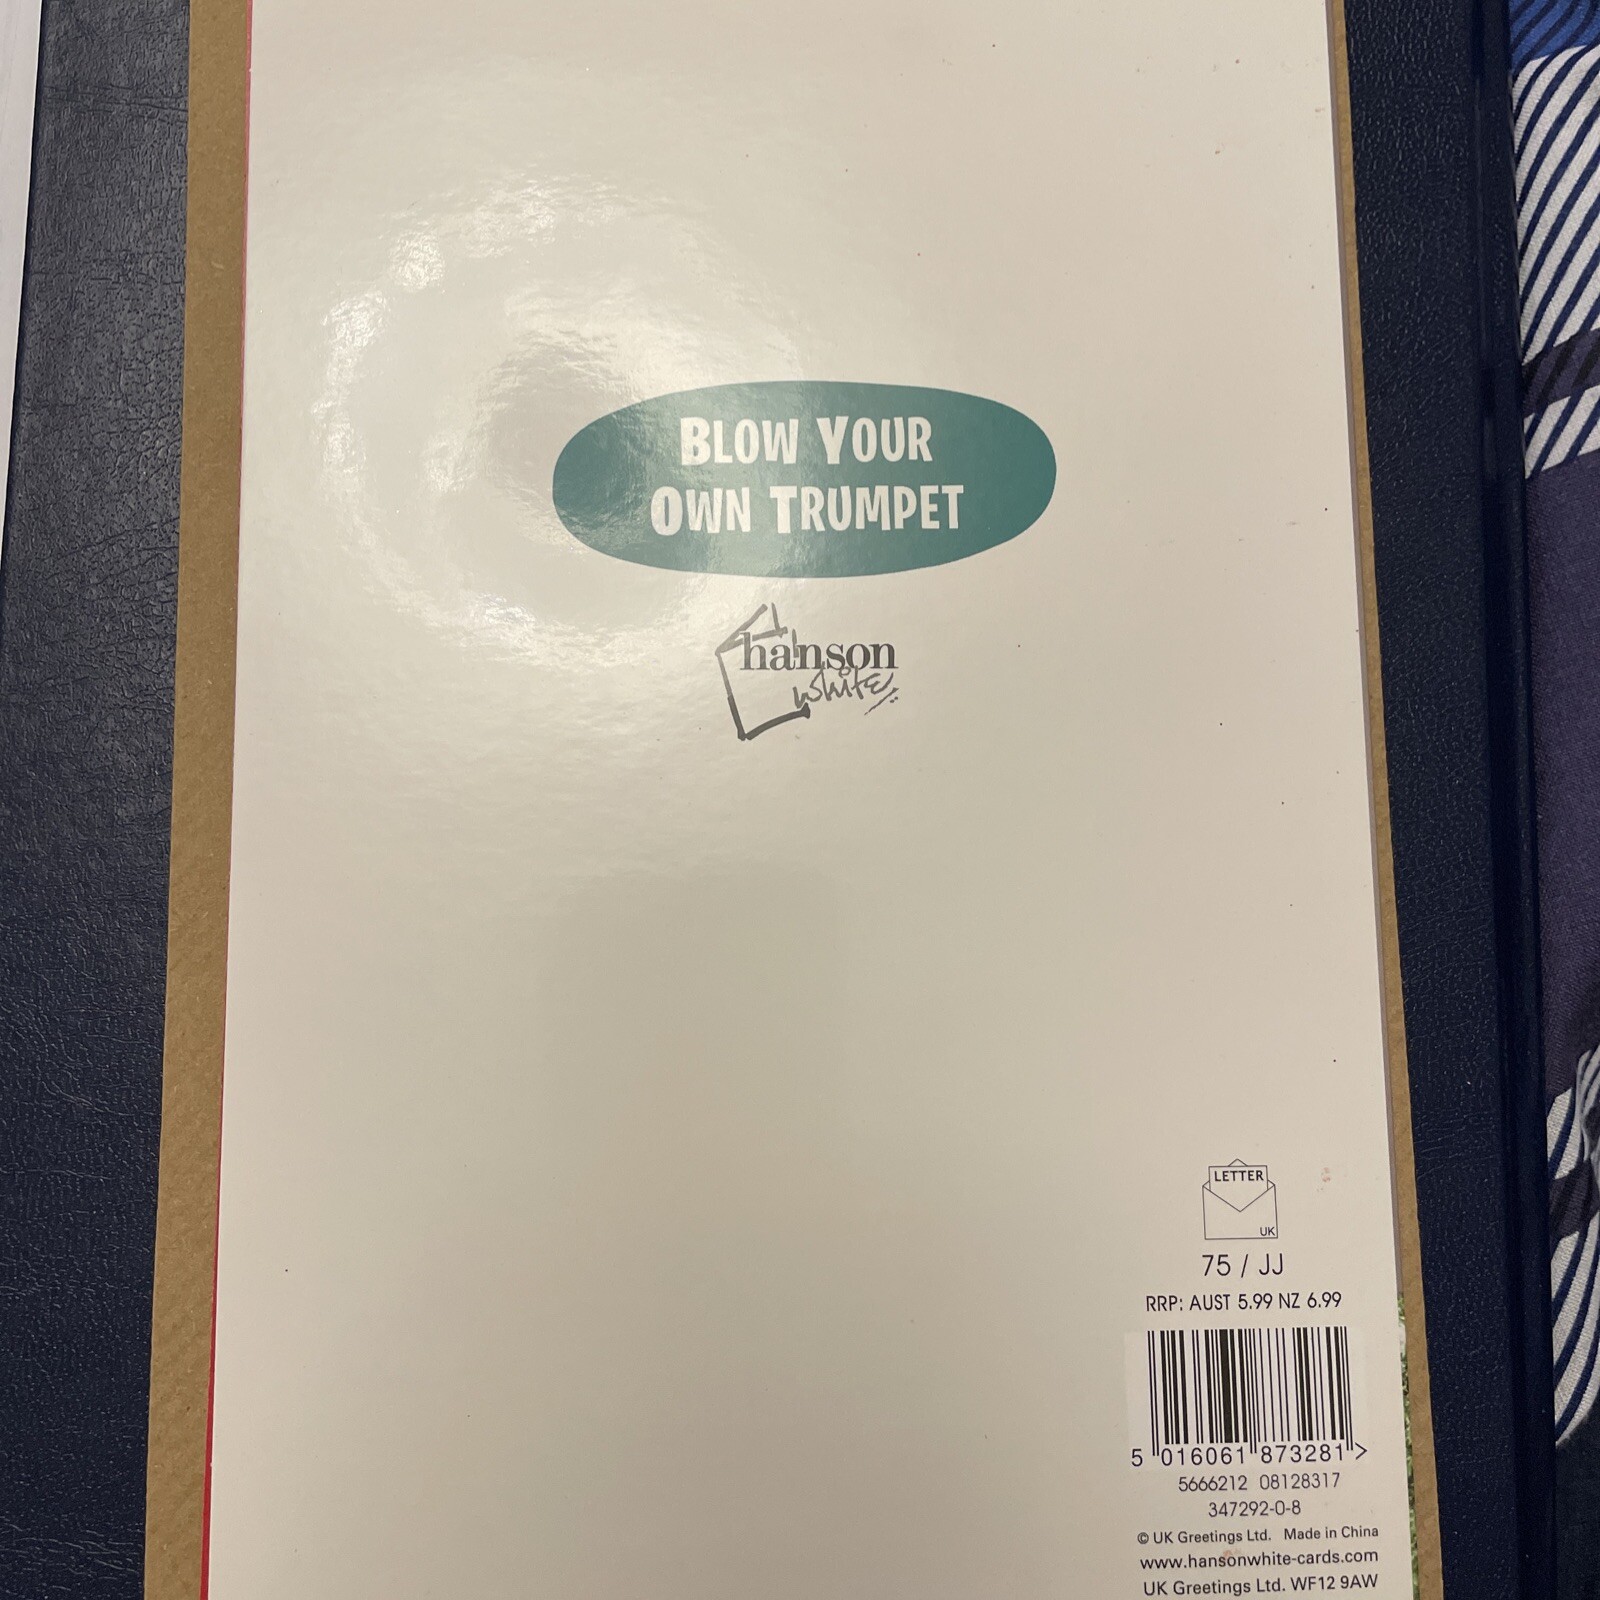 BLOW YOUR
OWN TRUMPET
hanson
white
LETTER
UK
75 / JJ
RRP: AUST 5.99 NZ 6.99
5 016061 873281 >
5666212 08128317
347292-0-8
© UK Greetings Ltd. Made in China
www.hansonwhite-cards.com
UK Greetings Ltd. WF12 9AW